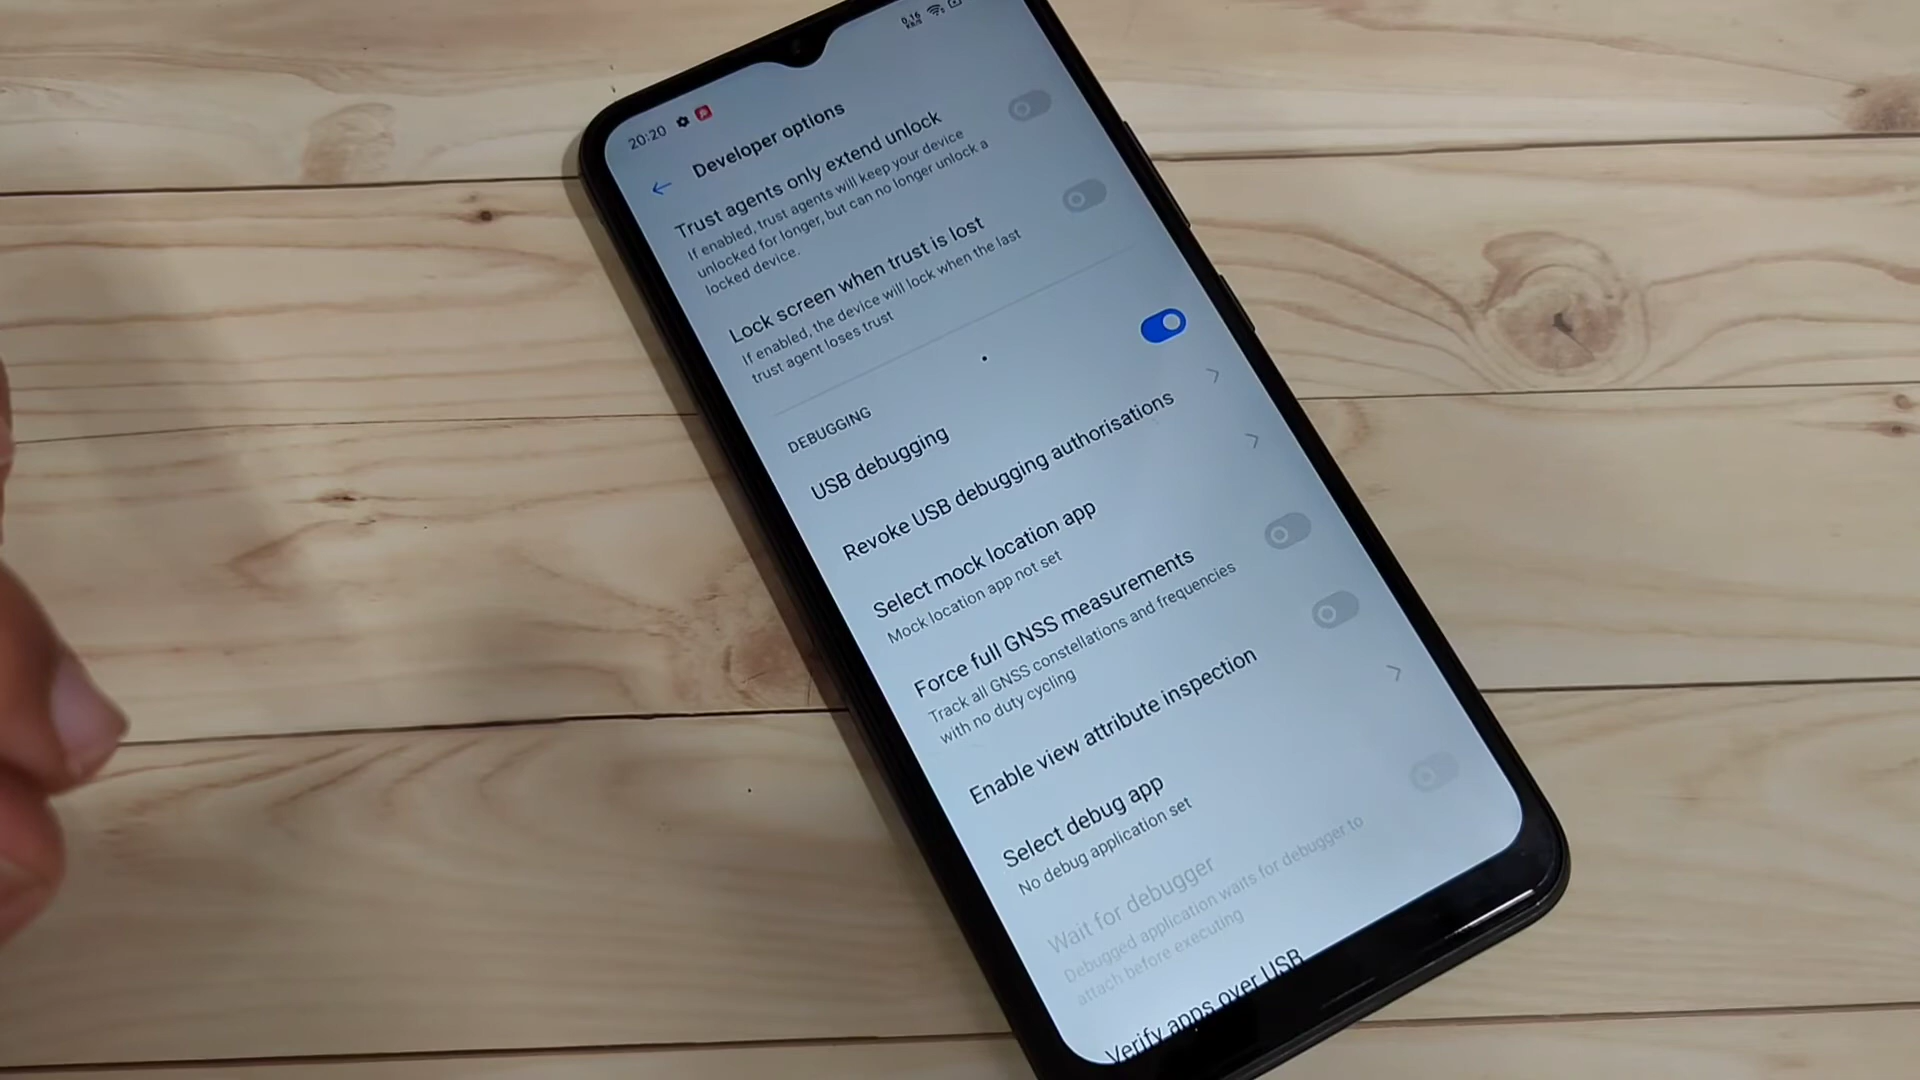 20:20
0.16
KB/S
Developer options
Trust agents only extend unlock
If enabled, trust agents will keep your device
unlocked for longer, but can no longer unlock a
locked device.
Lock screen when trust is lost
If enabled, the device will lock when the last
trust agent loses trust
DEBUGGING
USB debugging
Revoke USB debugging authorisations
Select mock location app
Mock location app not set
Force full GNSS measurements
Track all GNSS constellations and frequencies
with no duty cycling
Enable view attribute inspection
Select debug app
No debug application set
Wait for debugger
Debugged application waits for debugger to
attach before executing
Verify apps over USB